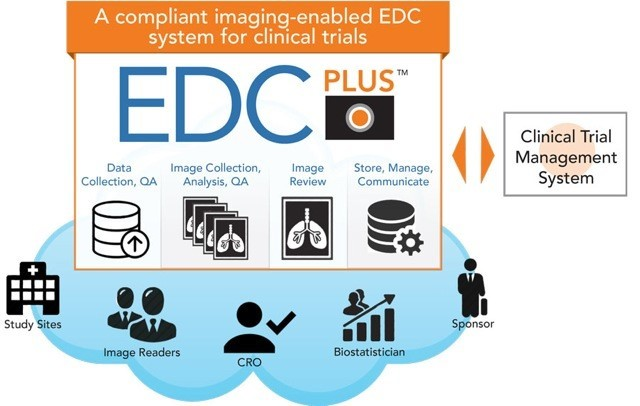 A compliant imaging-enabled EDC
system for clinical trials
EDC PLUS™
Data
Collection, QA
Image Collection,
Analysis, QA
Image
Review
Store, Manage,
Communicate
Clinical Trial
Management
System
Study Sites
Image Readers
CRO
Biostatistician
Sponsor